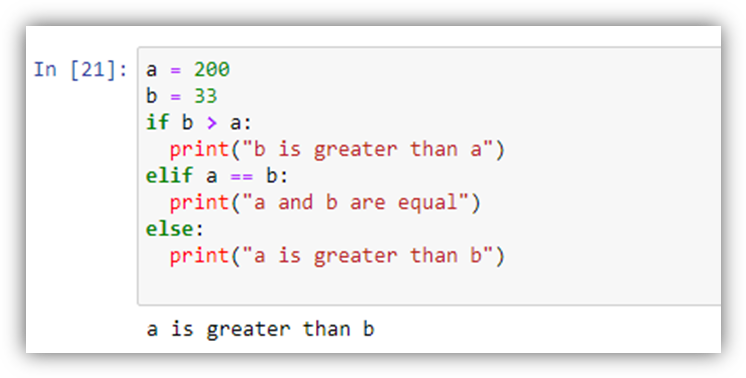 In [21]: a = 200
b = 33
if b > a:
  print("b is greater than a")
elif a == b:
  print("a and b are equal")
else:
  print("a is greater than b")
a is greater than b